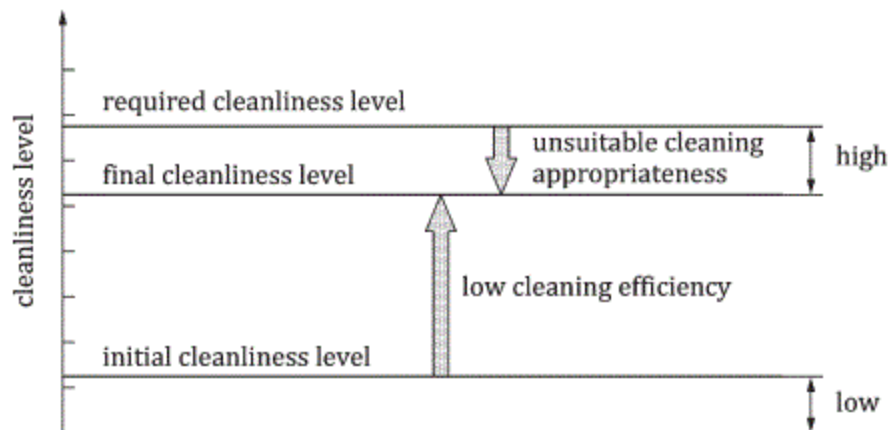 cleanliness level
required cleanliness level
final cleanliness level
unsuitable cleaning
appropriateness
high
low cleaning efficiency
initial cleanliness level
low